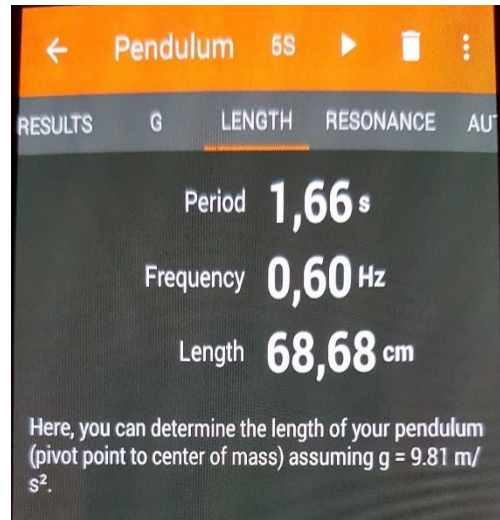 Pendulum 5S
RESULTS G LENGTH RESONANCE AUT
Period 1,66 s
Frequency 0,60 Hz
Length 68,68 cm
Here, you can determine the length of your pendulum
(pivot point to center of mass) assuming g = 9.81 m/
s².